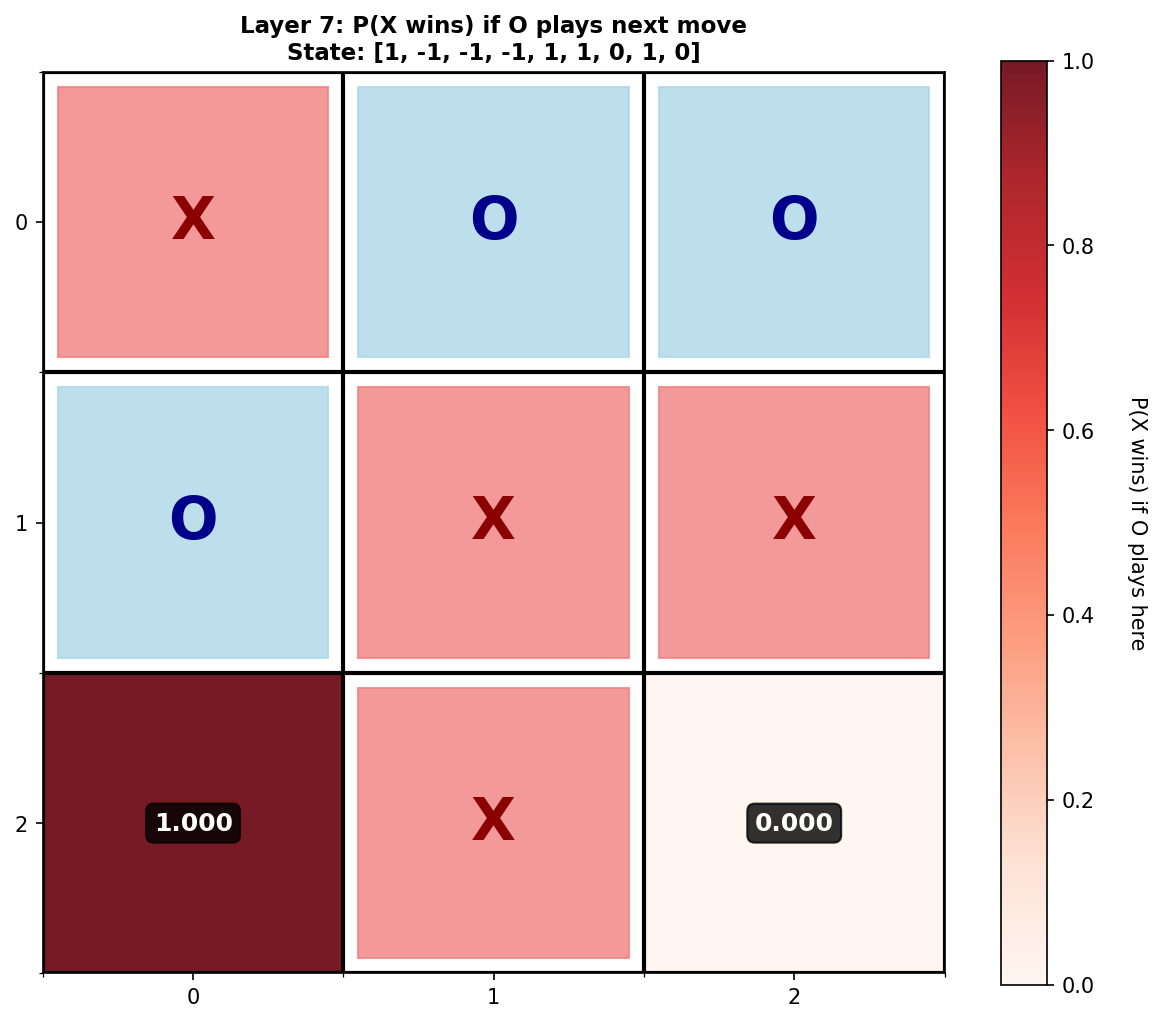 Layer 7: P(X wins) if O plays next move
State: [1, -1, -1, -1, 1, 1, 0, 1, 0]
X
O
O
O
X
X
1.000
X
0.000
0
1
2
0
1
2
1.0
0.8
0.6
0.4
0.2
0.0
P(X wins) if O plays here